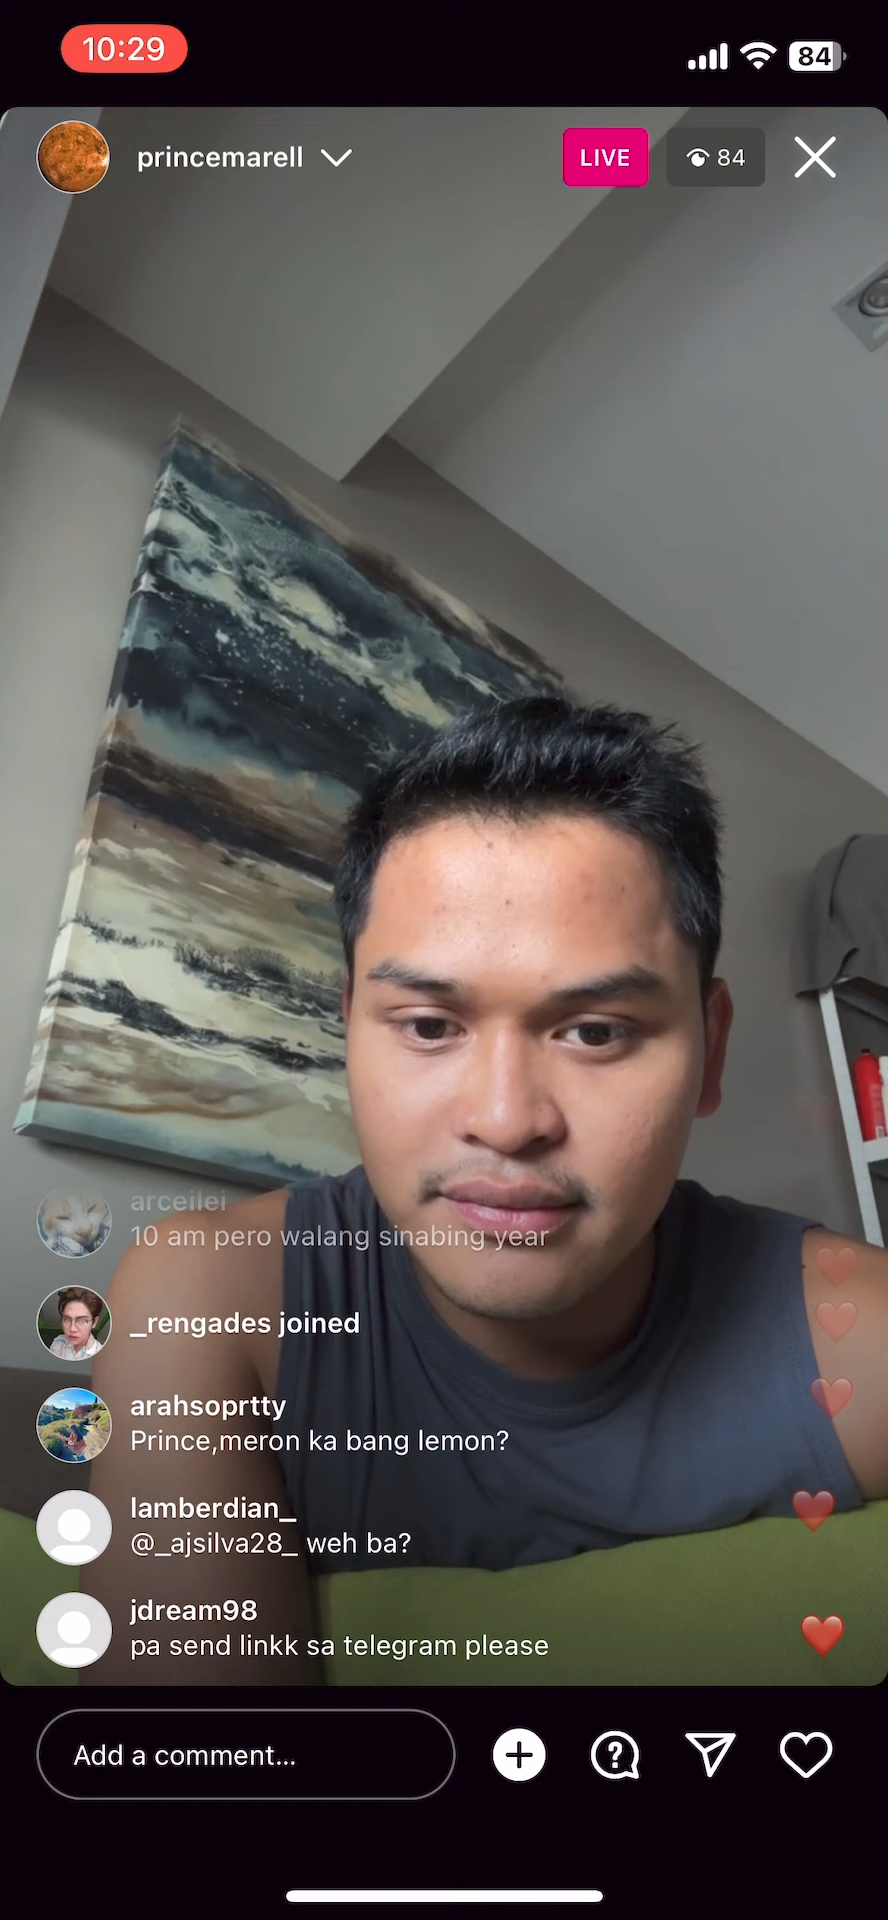 10:29
84
princemarell
LIVE
84
arceilei
10 am pero walang sinabing year
_rengades joined
arahsoprtty
Prince,meron ka bang lemon?
lamberdian_
@_ajsilva28_ weh ba?
jdream98
pa send linkk sa telegram please
Add a comment...